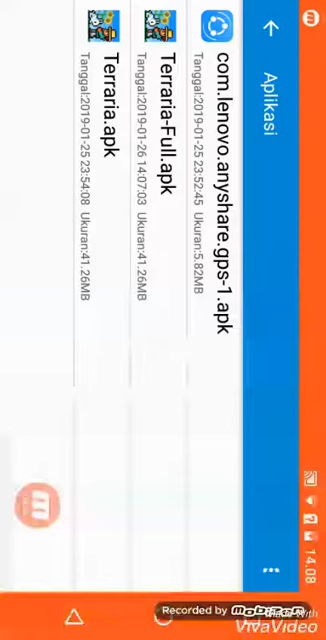 14.08
Aplikasi
com.lenovo.anyshare.gps-1.apk
Tanggal:2019-01-25 23:52:45 Ukuran:5.82MB
Terraria-Full.apk
Tanggal:2019-01-26 14:07:03 Ukuran:41.26MB
Terraria.apk
Tanggal:2019-01-25 23:54:08 Ukuran:41.26MB
Recorded by
VivaVideo